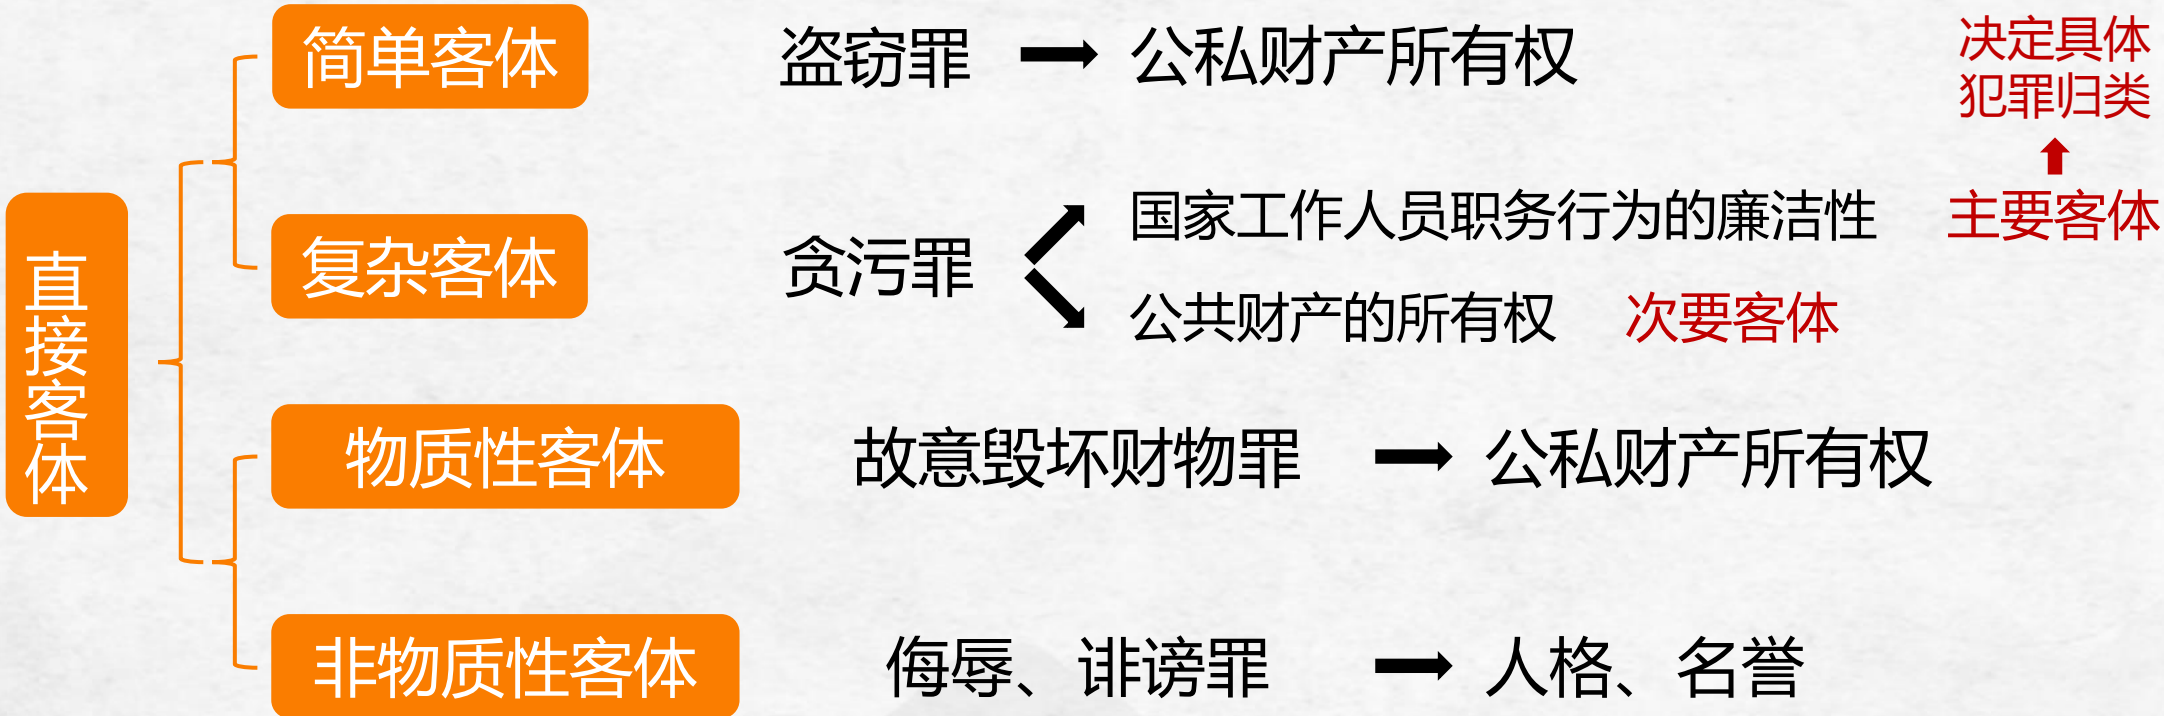 直接客体
简单客体
盗窃罪
公私财产所有权
决定具体
犯罪归类
复杂客体
贪污罪
国家工作人员职务行为的廉洁性
主要客体
公共财产的所有权
次要客体
物质性客体
故意毁坏财物罪
公私财产所有权
非物质性客体
侮辱、诽谤罪
人格、名誉